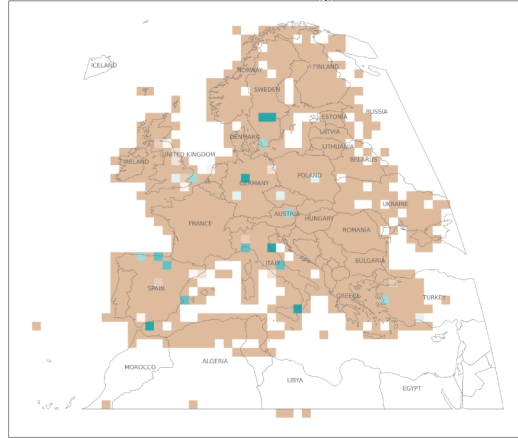 ICELAND
NORWAY
FINLAND
SWEDEN
RUSSIA
ESTONIA
LATVIA
DENMARK
LITHUANIA
UNITED KINGDOM
IRELAND
BELARUS
POLAND
GERMANY
UKRAINE
AUSTRIA
HUNGARY
FRANCE
ROMANIA
ITALY
BULGARIA
SPAIN
GREECE
TURKEY
ALGERIA
MOROCCO
LIBYA
EGYPT